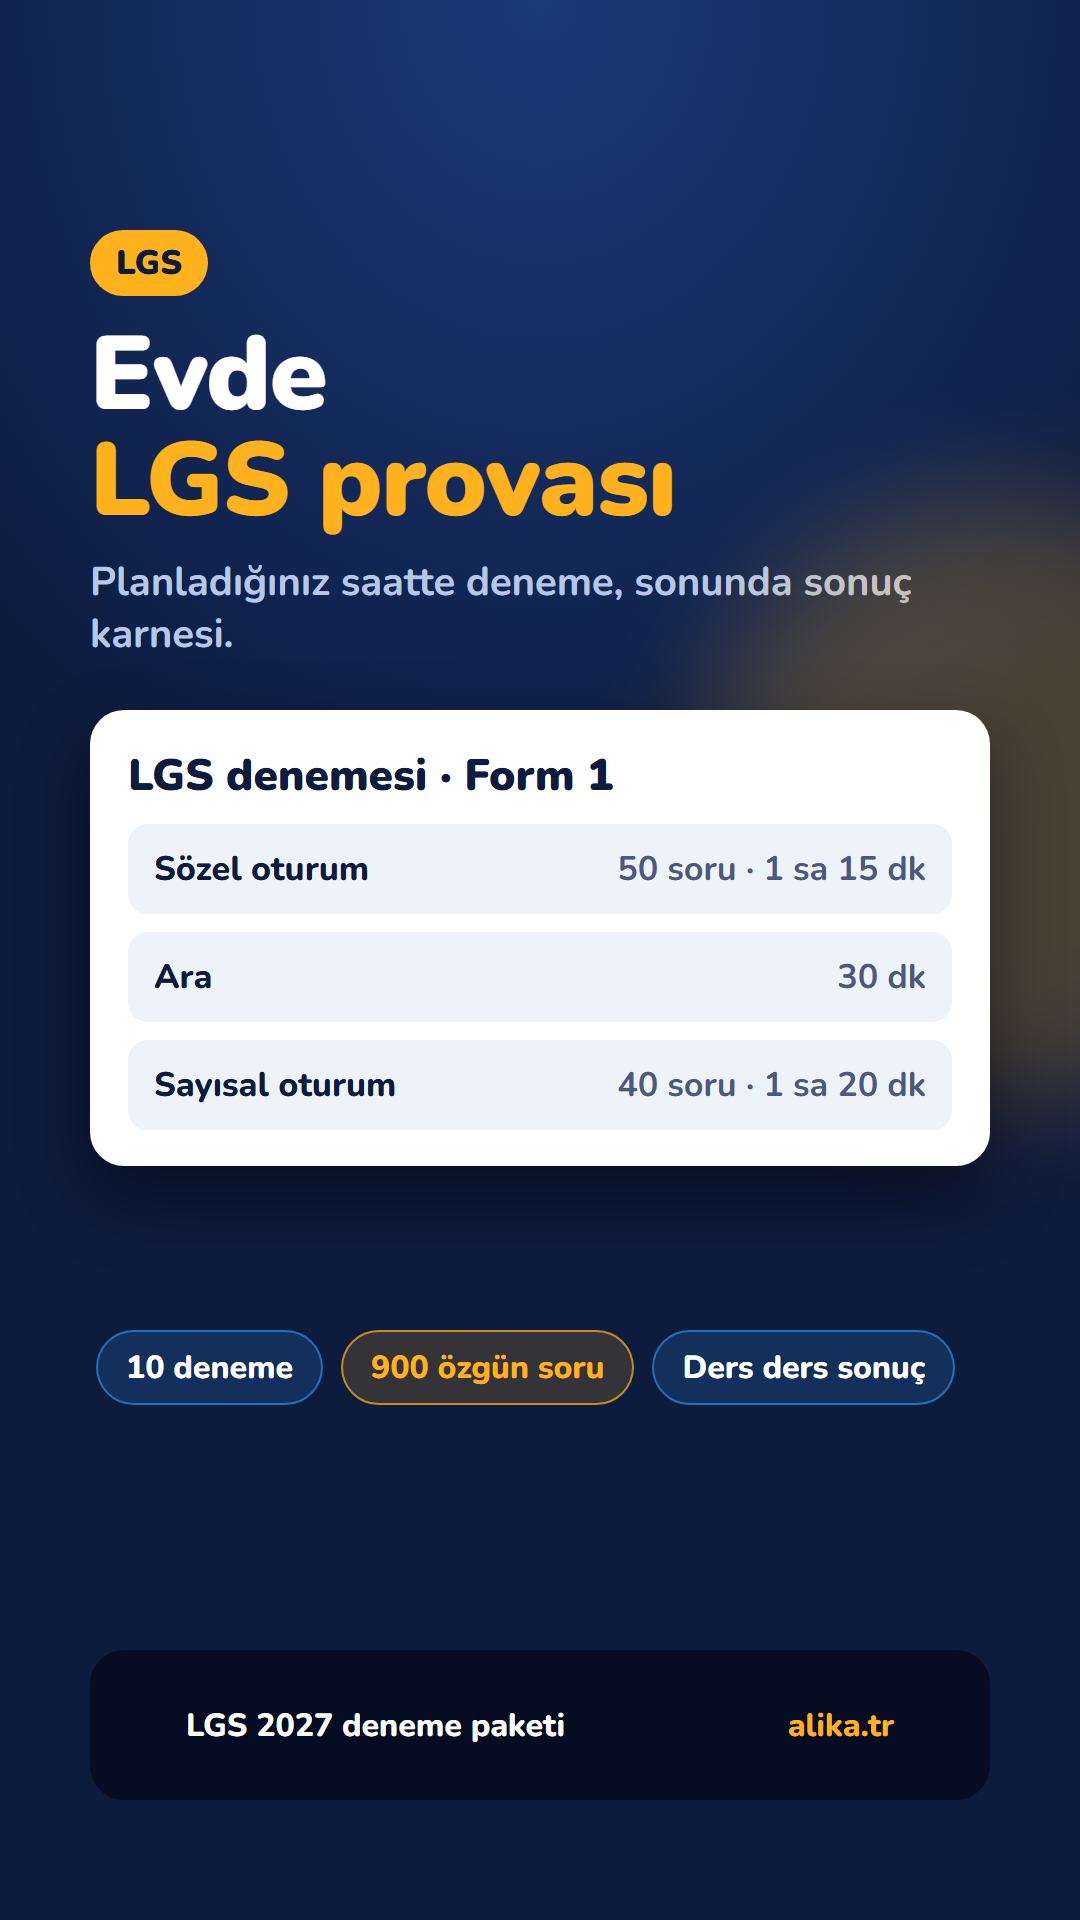 LGS
Evde
LGS provası
Planladığınız saatte deneme, sonunda sonuç
karnesi.
LGS denemesi · Form 1
Sözel oturum 50 soru · 1 sa 15 dk
Ara 30 dk
Sayısal oturum 40 soru · 1 sa 20 dk
10 deneme 900 özgün soru Ders ders sonuç
LGS 2027 deneme paketi alika.tr